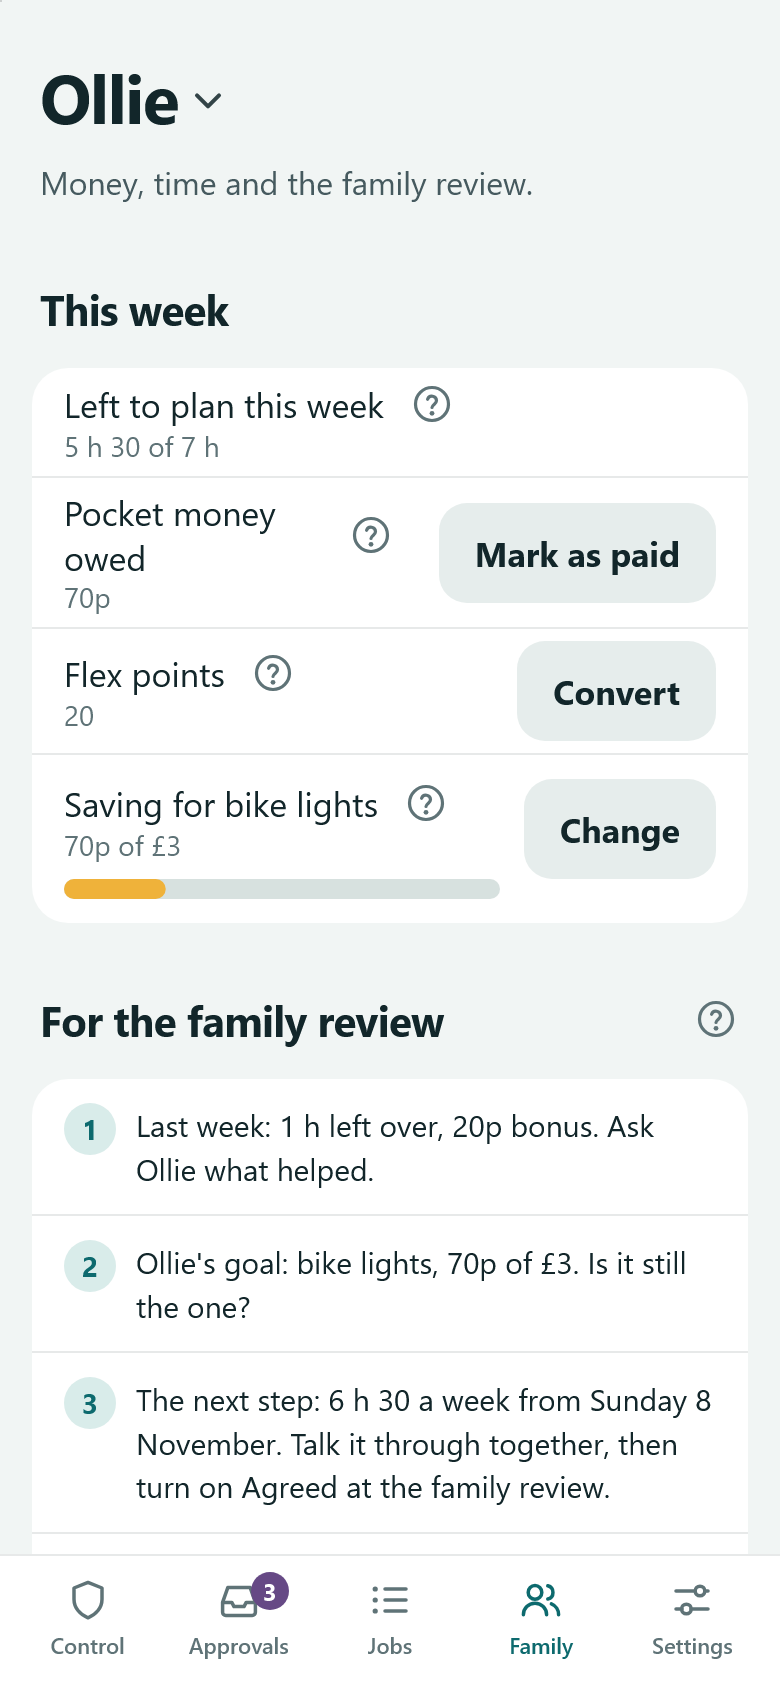 Ollie
Money, time and the family review.
This week
Left to plan this week ?
5 h 30 of 7 h
Pocket money
owed
?
70p
Mark as paid
Flex points ?
20
Convert
Saving for bike lights ?
70p of £3
Change
For the family review ?
1 Last week: 1 h left over, 20p bonus. Ask
Ollie what helped.
2 Ollie's goal: bike lights, 70p of £3. Is it still
the one?
3 The next step: 6 h 30 a week from Sunday 8
November. Talk it through together, then
turn on Agreed at the family review.
3
Control
Approvals
Jobs
Family
Settings